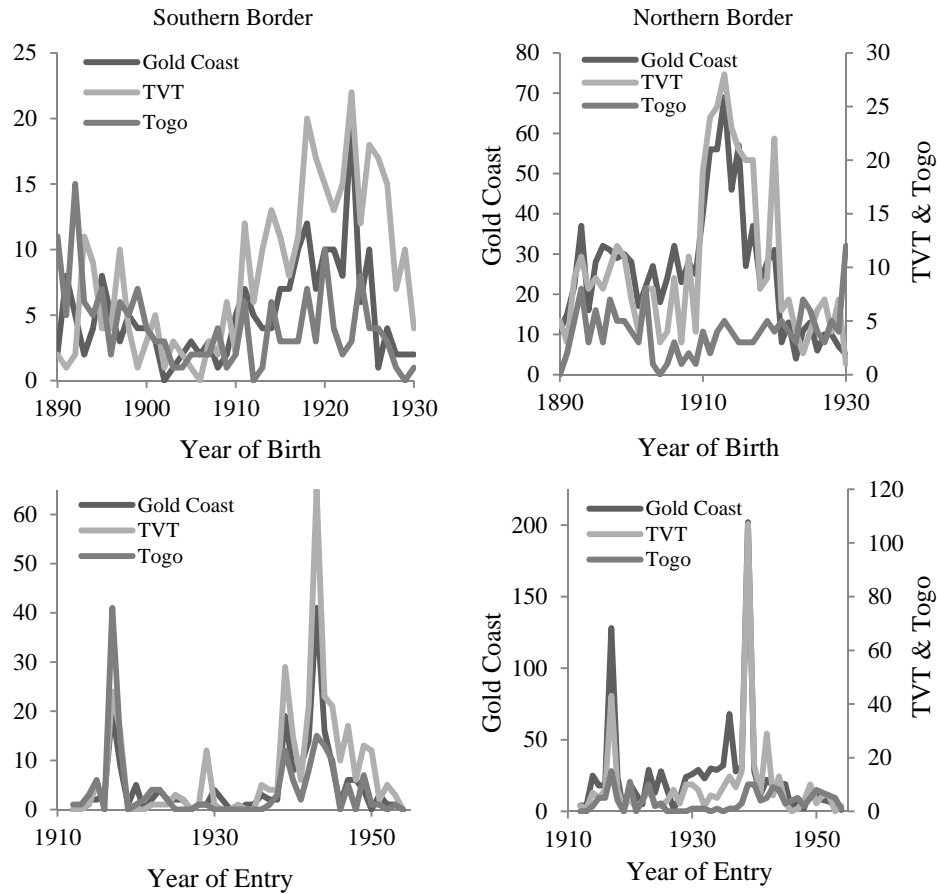 Southern Border
25
20
15
10
5
0
Gold Coast
TVT
Togo
1890 1900 1910 1920 1930
Year of Birth
Northern Border
80
70
60
50
40
30
20
10
0
Gold Coast
Gold Coast
TVT
Togo
30
25
20
15
10
5
0
TVT & Togo
1890 1910 1930
Year of Birth
60
50
40
30
20
10
0
Gold Coast
TVT
Togo
1910 1930 1950
Year of Entry
200
150
100
50
0
Gold Coast
Gold Coast
TVT
Togo
120
100
80
60
40
20
0
TVT & Togo
1910 1930 1950
Year of Entry